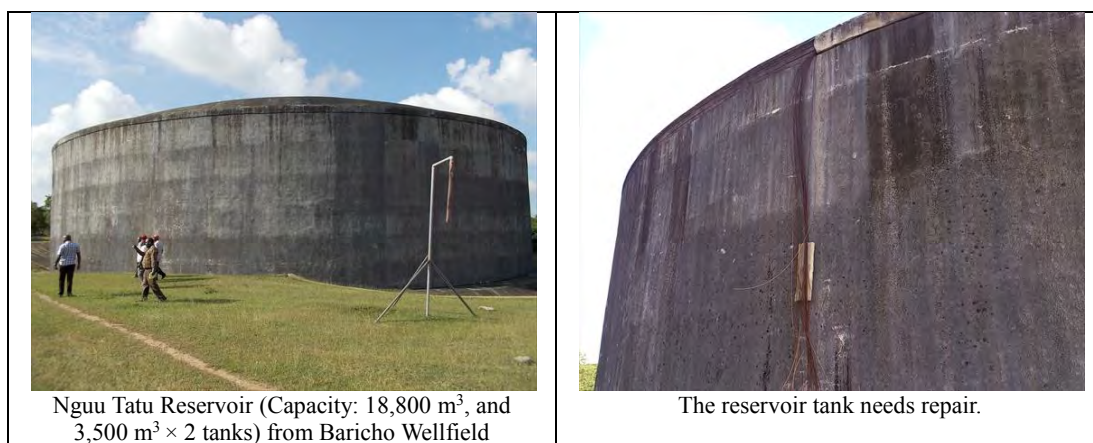 Nguu Tatu Reservoir (Capacity: 18,800 m³, and
3,500 m³ × 2 tanks) from Baricho Wellfield
The reservoir tank needs repair.